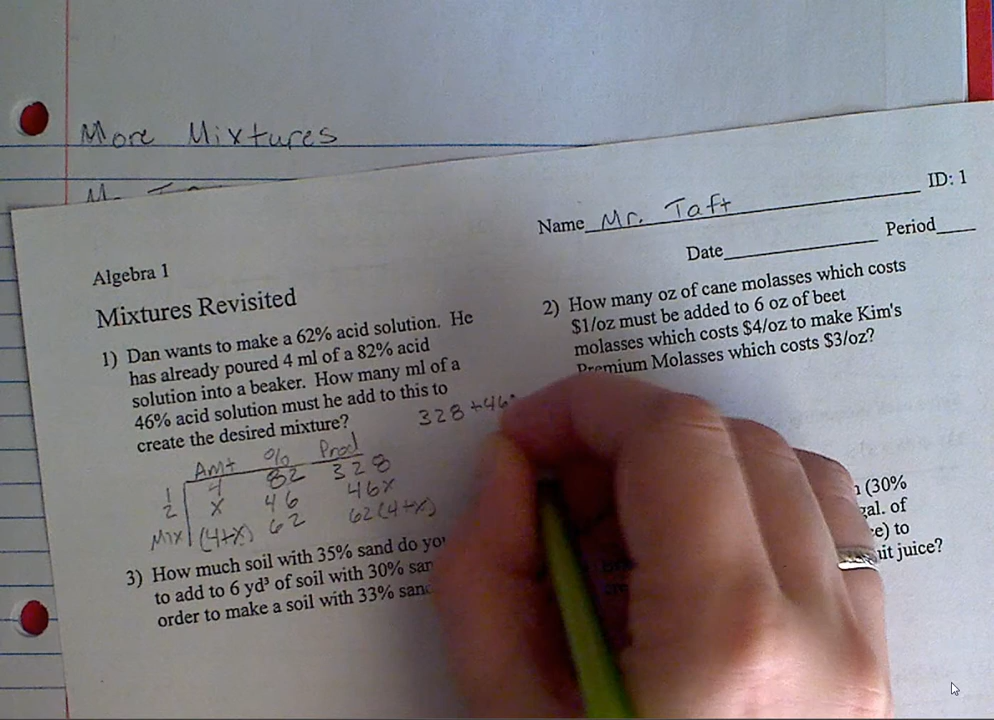 More Mixtures
Name Mr. Taft ID: 1
Date Period
Algebra 1
Mixtures Revisited
1) Dan wants to make a 62% acid solution. He
has already poured 4 ml of a 82% acid
solution into a beaker. How many ml of a
46% acid solution must he add to this to
create the desired mixture?
328+46
Amt % Prod
1 4 82 328
2 x 46 46x
Mix (4+x) 62 62(4+x)
2) How many oz of cane molasses which costs
$1/oz must be added to 6 oz of beet
molasses which costs $4/oz to make Kim's
Premium Molasses which costs $3/oz?
3) How much soil with 35% sand do
to add to 6 yd³ of soil with 30%
order to make a soil with 33%
(30%
gal. of
to
juice?